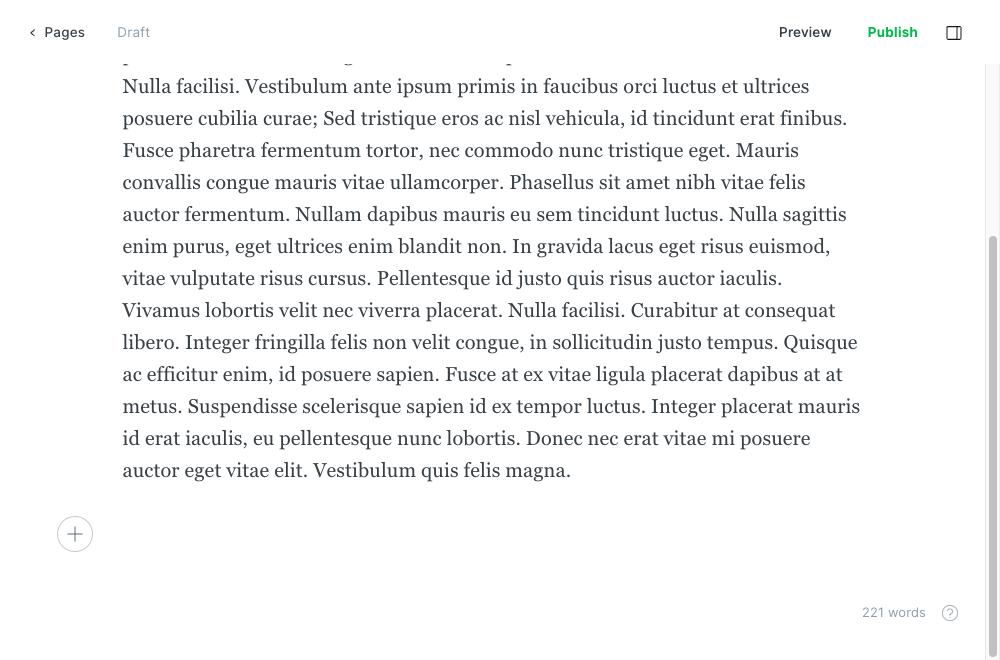 Pages
Draft
Preview
Publish
Nulla facilisi. Vestibulum ante ipsum primis in faucibus orci luctus et ultrices
posuere cubilia curae; Sed tristique eros ac nisl vehicula, id tincidunt erat finibus.
Fusce pharetra fermentum tortor, nec commodo nunc tristique eget. Mauris
convallis congue mauris vitae ullamcorper. Phasellus sit amet nibh vitae felis
auctor fermentum. Nullam dapibus mauris eu sem tincidunt luctus. Nulla sagittis
enim purus, eget ultrices enim blandit non. In gravida lacus eget risus euismod,
vitae vulputate risus cursus. Pellentesque id justo quis risus auctor iaculis.
Vivamus lobortis velit nec viverra placerat. Nulla facilisi. Curabitur at consequat
libero. Integer fringilla felis non velit congue, in sollicitudin justo tempus. Quisque
ac efficitur enim, id posuere sapien. Fusce at ex vitae ligula placerat dapibus at at
metus. Suspendisse scelerisque sapien id ex tempor luctus. Integer placerat mauris
id erat iaculis, eu pellentesque nunc lobortis. Donec nec erat vitae mi posuere
auctor eget vitae elit. Vestibulum quis felis magna.
221 words